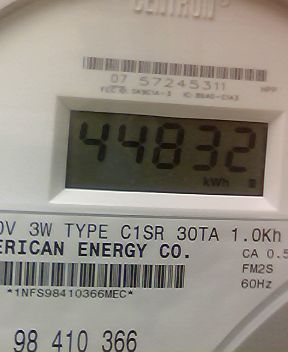 CENTRON
07 57245311
44832
kWh
V 3W TYPE C1SR 30TA 1.0Kh
ERICAN ENERGY CO.
CA 0.5
FM2S
60Hz
*1NFS98410366MEC*
98 410 366